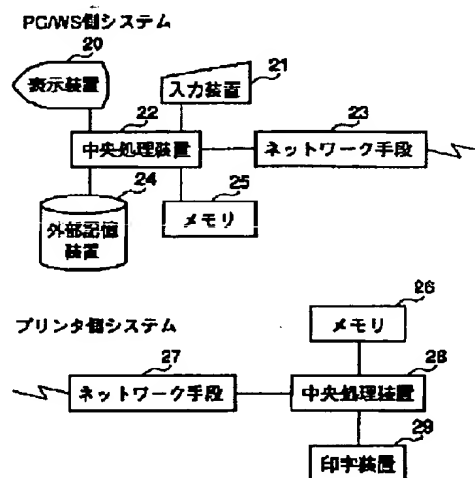 PC/WS側システム
20
表示装置
21
入力装置
22
中央処理装置
23
ネットワーク手段
24
外部記憶
装置
25
メモリ
26
メモリ
プリンタ側システム
27
ネットワーク手段
28
中央処理装置
29
印字装置